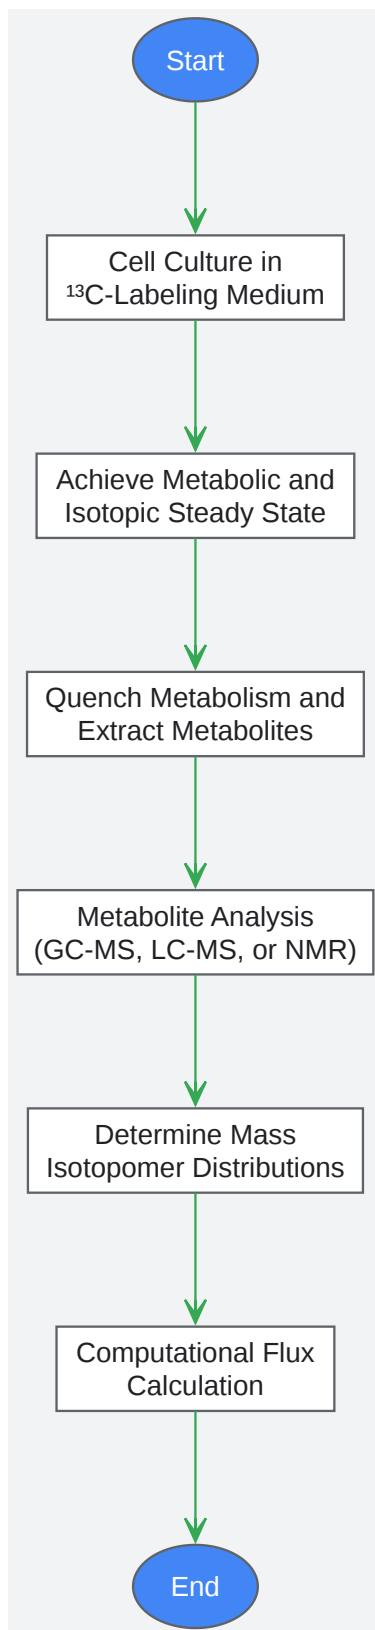 Start
Cell Culture in
¹³C-Labeling Medium
Achieve Metabolic and
Isotopic Steady State
Quench Metabolism and
Extract Metabolites
Metabolite Analysis
(GC-MS, LC-MS, or NMR)
Determine Mass
Isotopomer Distributions
Computational Flux
Calculation
End